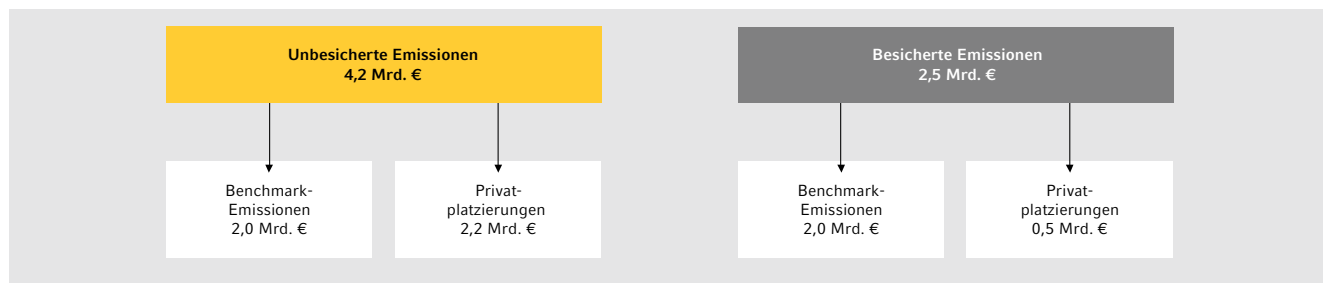 Unbesicherte Emissionen
4,2 Mrd. €
Besicherte Emissionen
2,5 Mrd. €
Benchmark-
Emissionen
2,0 Mrd. €
Privat-
platzierungen
2,2 Mrd. €
Benchmark-
Emissionen
2,0 Mrd. €
Privat-
platzierungen
0,5 Mrd. €